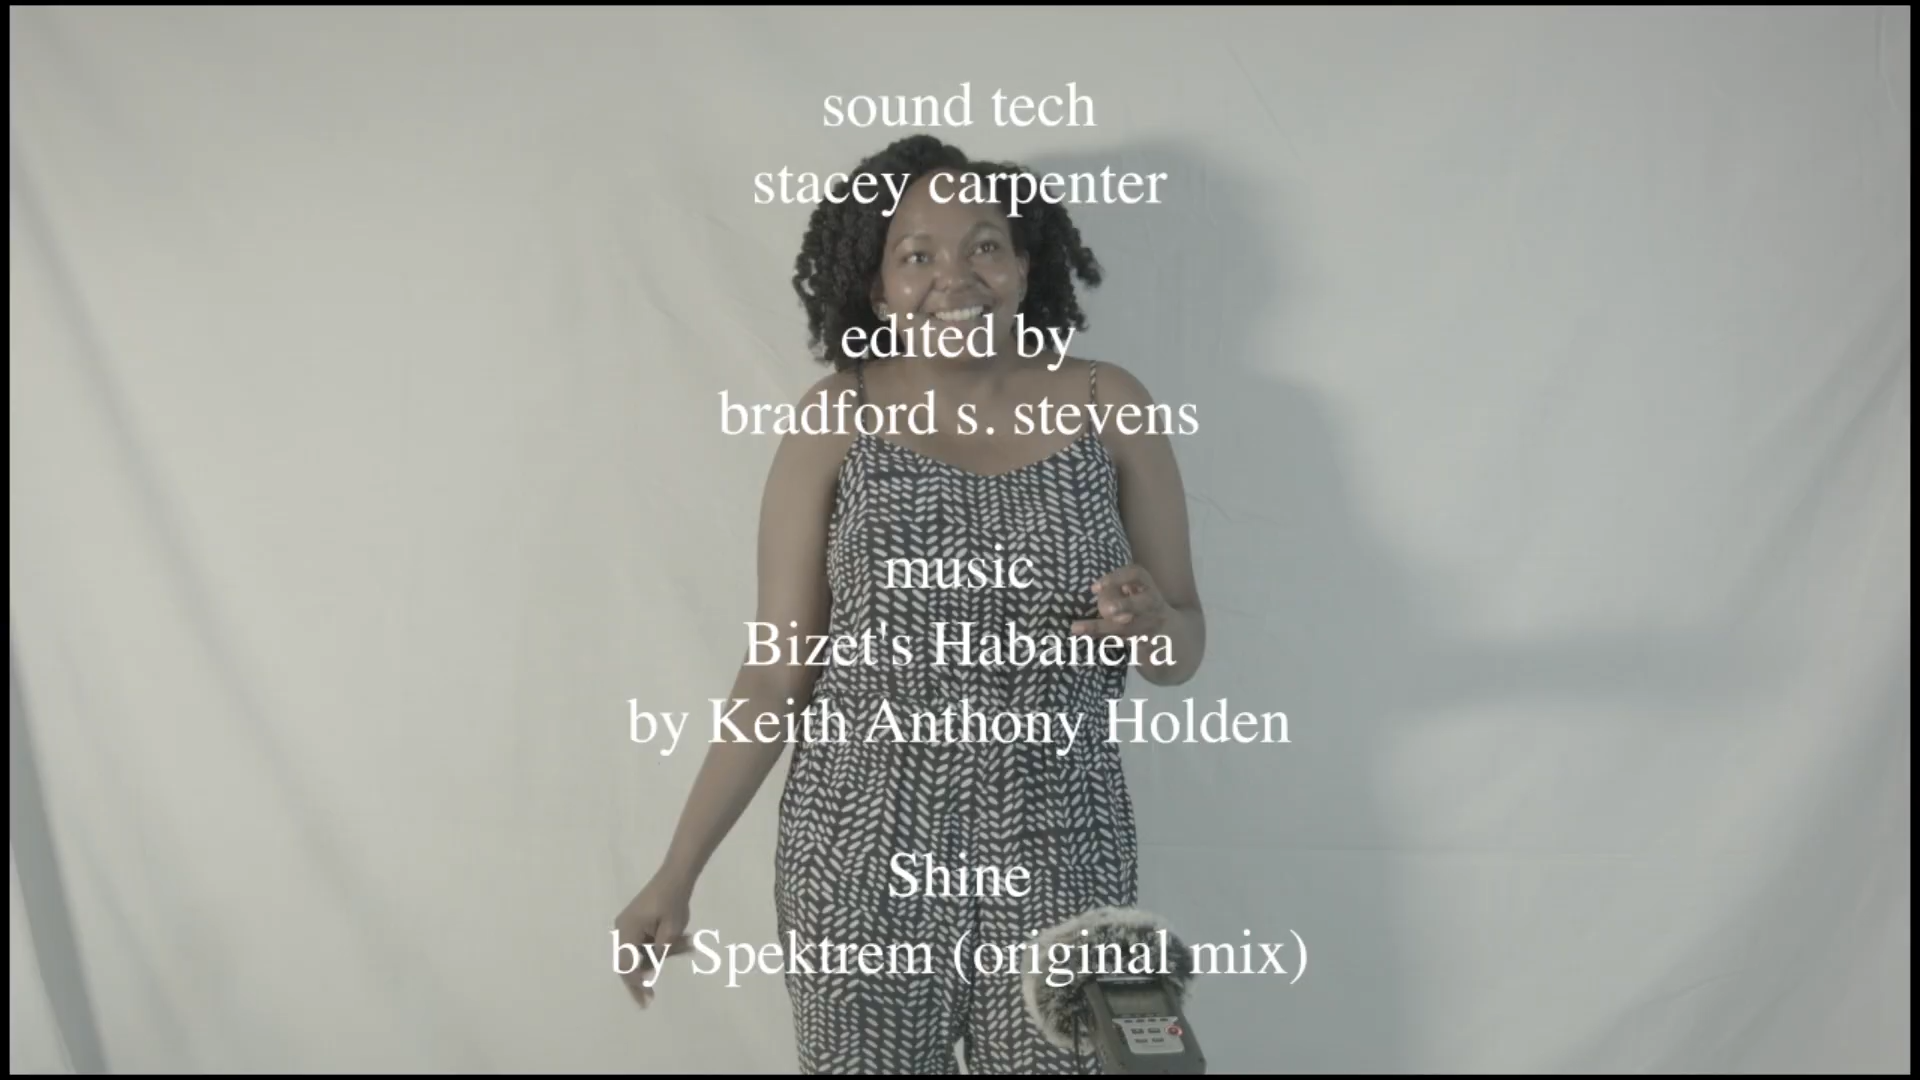 sound tech
stacey carpenter
edited by
bradford s. stevens
music
Bizet's Habanera
by Keith Anthony Holden
Shine
by Spektrem (original mix)